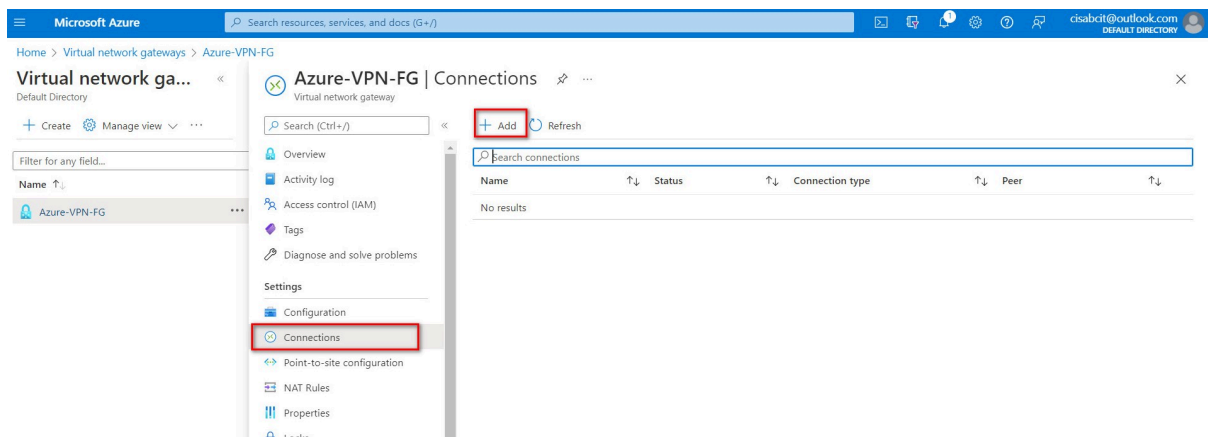 Microsoft Azure
Search resources, services, and docs (G+/)
1
cisabcit@outlook.com
DEFAULT DIRECTORY
Home > Virtual network gateways > Azure-VPN-FG
Virtual network ga... «
Default Directory
+ Create Manage view ...
Filter for any field...
Name ↑↓
Azure-VPN-FG ...
Azure-VPN-FG | Connections ...
Virtual network gateway
Search (Ctrl+/) «
Overview
Activity log
Access control (IAM)
Tags
Diagnose and solve problems
Settings
Configuration
Connections
Point-to-site configuration
NAT Rules
Properties
+ Add Refresh
Search connections
Name ↑↓ Status ↑↓ Connection type ↑↓ Peer ↑↓
No results